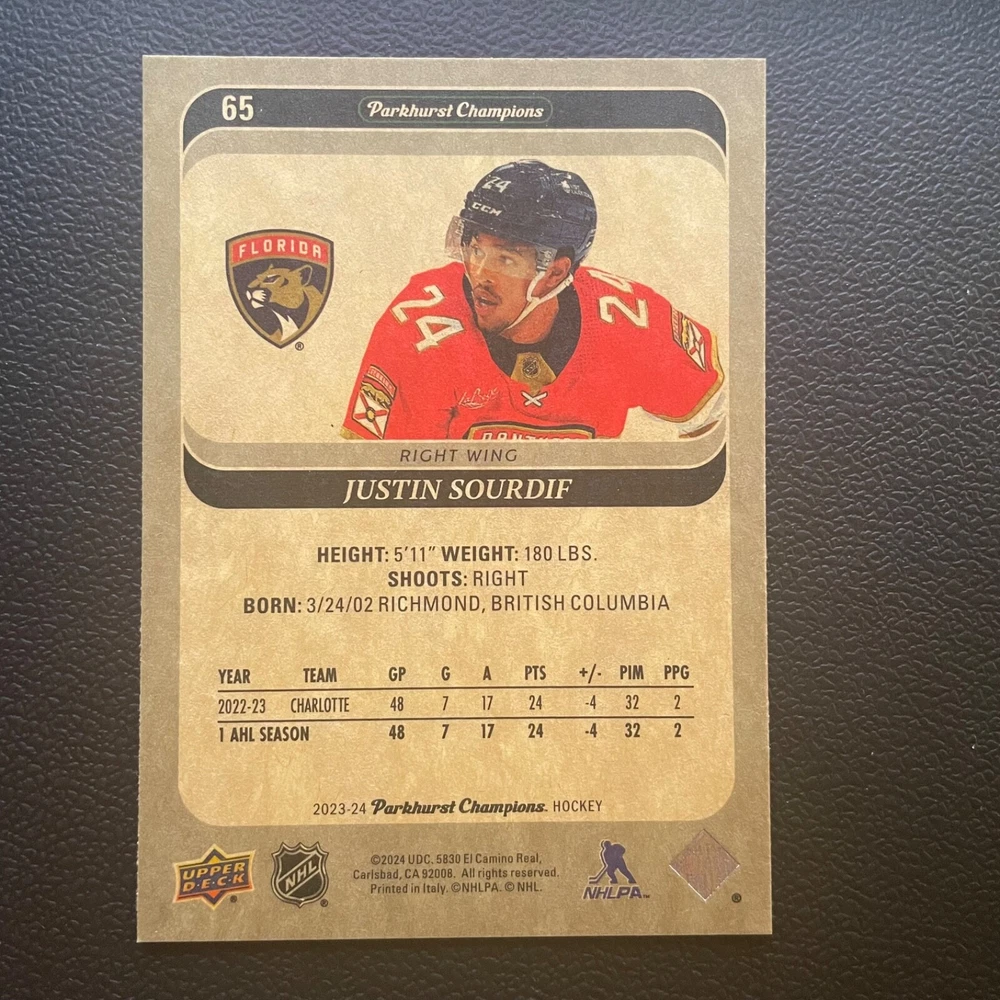 65 Parkhurst Champions
24
CCM
FLORIDA
®
24
24
RIGHT WING
JUSTIN SOURDIF
HEIGHT: 5'11" WEIGHT: 180 LBS.
SHOOTS: RIGHT
BORN: 3/24/02 RICHMOND, BRITISH COLUMBIA
YEAR TEAM GP G A PTS +/- PIM PPG
2022-23 CHARLOTTE 48 7 17 24 -4 32 2
1 AHL SEASON 48 7 17 24 -4 32 2
2023-24 Parkhurst Champions. HOCKEY
UPPER
D·E·C·K
®
NHL
®
©2024 UDC. 5830 El Camino Real,
Carlsbad, CA 92008. All rights reserved.
Printed in Italy. ©NHLPA. © NHL.
NHLPA™
®